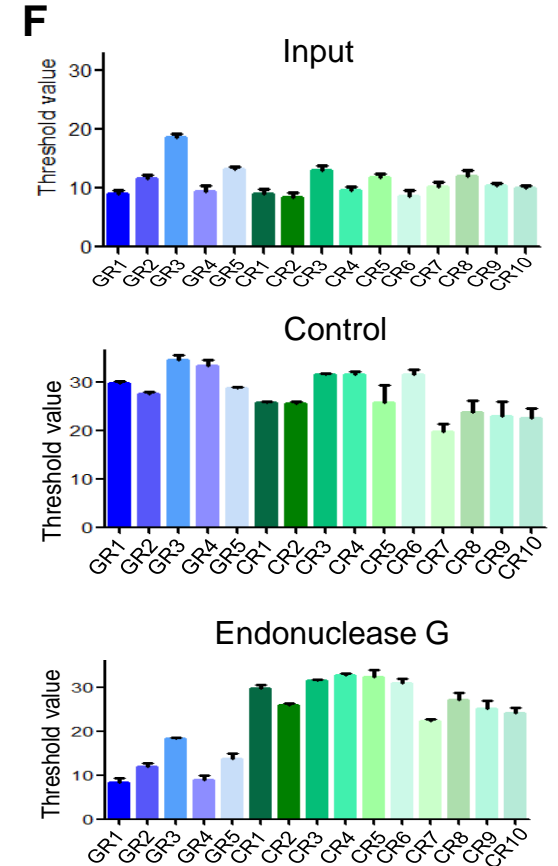 F
Input
Threshold value
30
20
10
0
GR1 GR2 GR3 GR4 GR5 CR1 CR2 CR3 CR4 CR5 CR6 CR7 CR8 CR9 CR10
Control
Threshold value
30
20
10
0
GR1 GR2 GR3 GR4 GR5 CR1 CR2 CR3 CR4 CR5 CR6 CR7 CR8 CR9 CR10
Endonuclease G
Threshold value
30
20
10
0
GR1 GR2 GR3 GR4 GR5 CR1 CR2 CR3 CR4 CR5 CR6 CR7 CR8 CR9 CR10